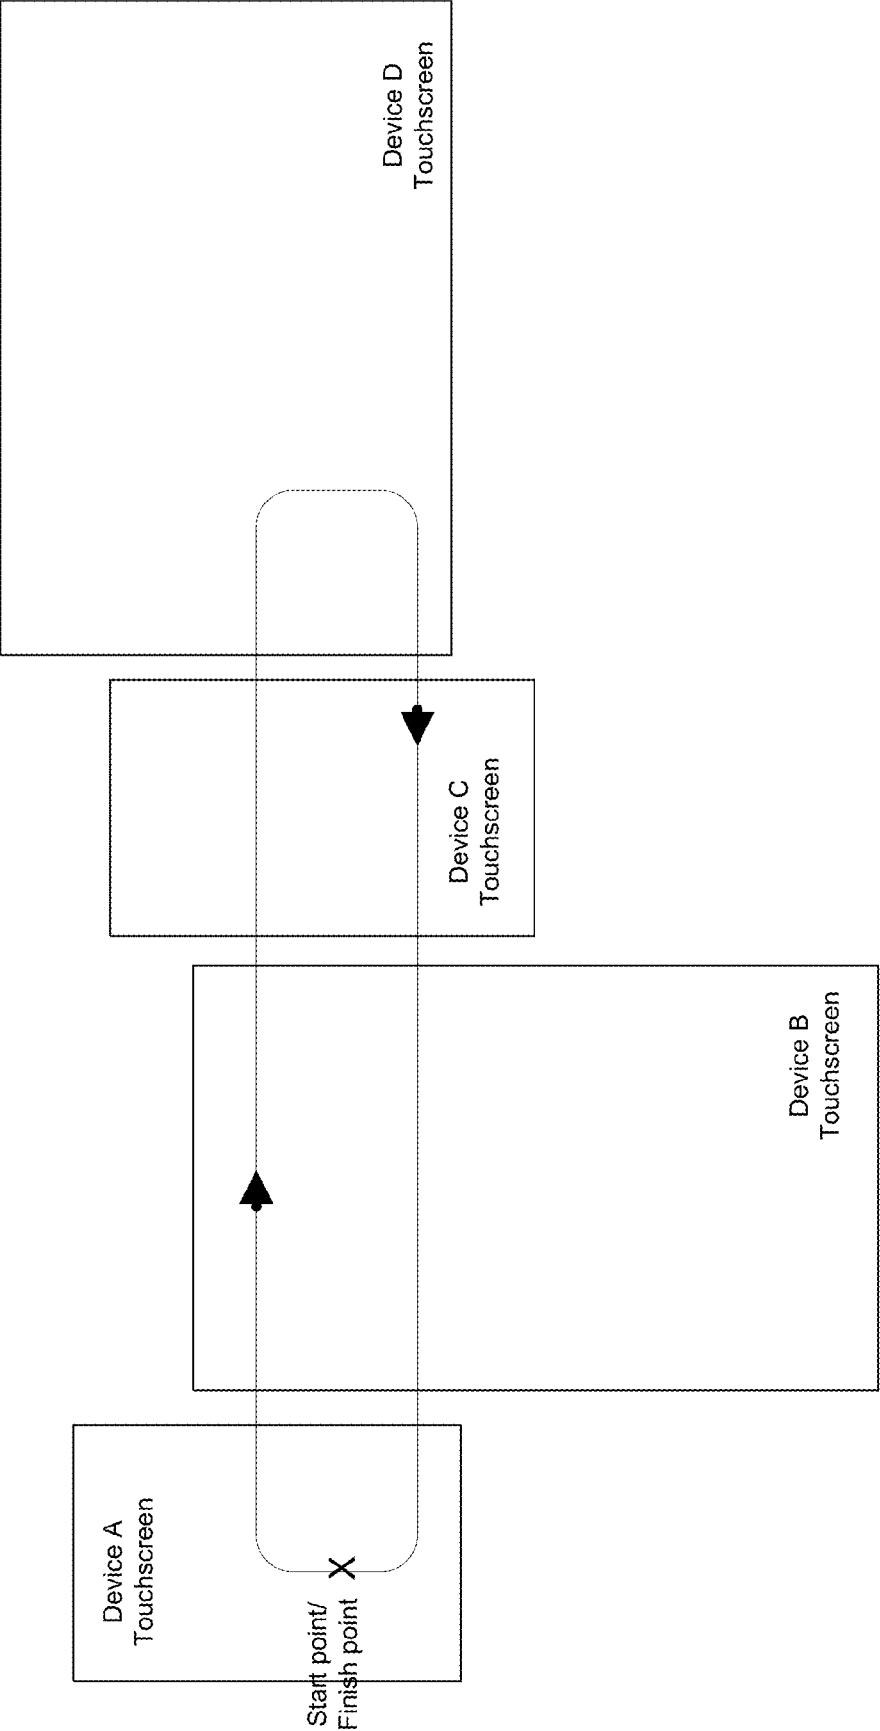 Device A
Touchscreen
Start point/
Finish point
Device B
Touchscreen
Device C
Touchscreen
Device D
Touchscreen
X